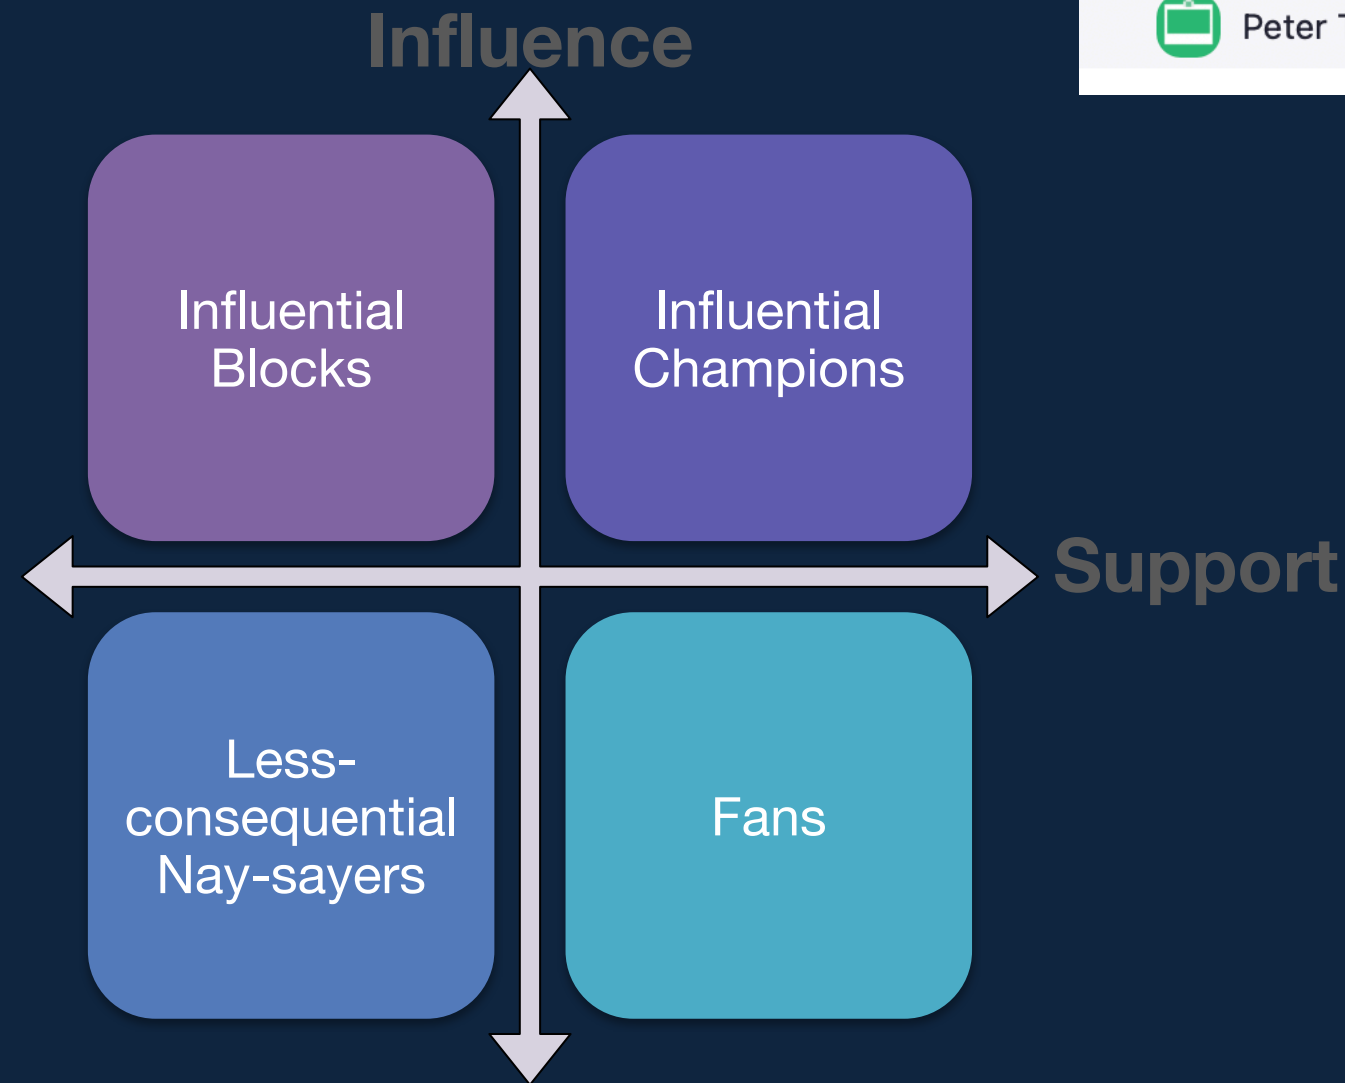 Influence
Peter
Influential
Blocks
Influential
Champions
Support
Less-
consequential
Nay-sayers
Fans